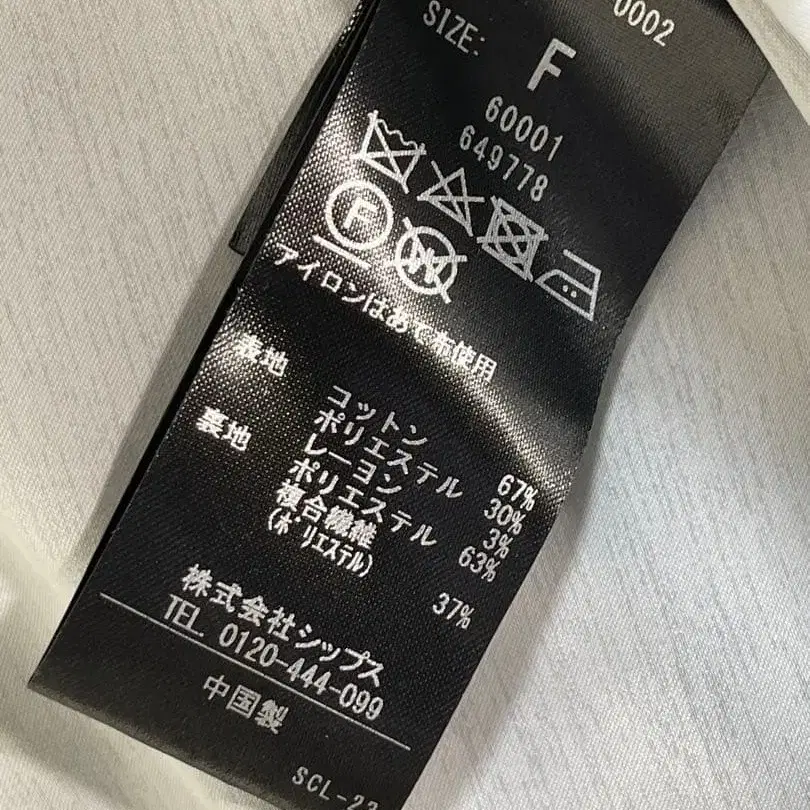 0002
SIZE: F
60001
649778
F W
アイロンはあて布使用
表地 コットン 67%
ポリエステル 30%
レーヨン 3%
裏地 ポリエステル 63%
複合繊維
(ポリエステル) 37%
株式会社シップス
TEL. 0120-444-099
中国製
SCL-23